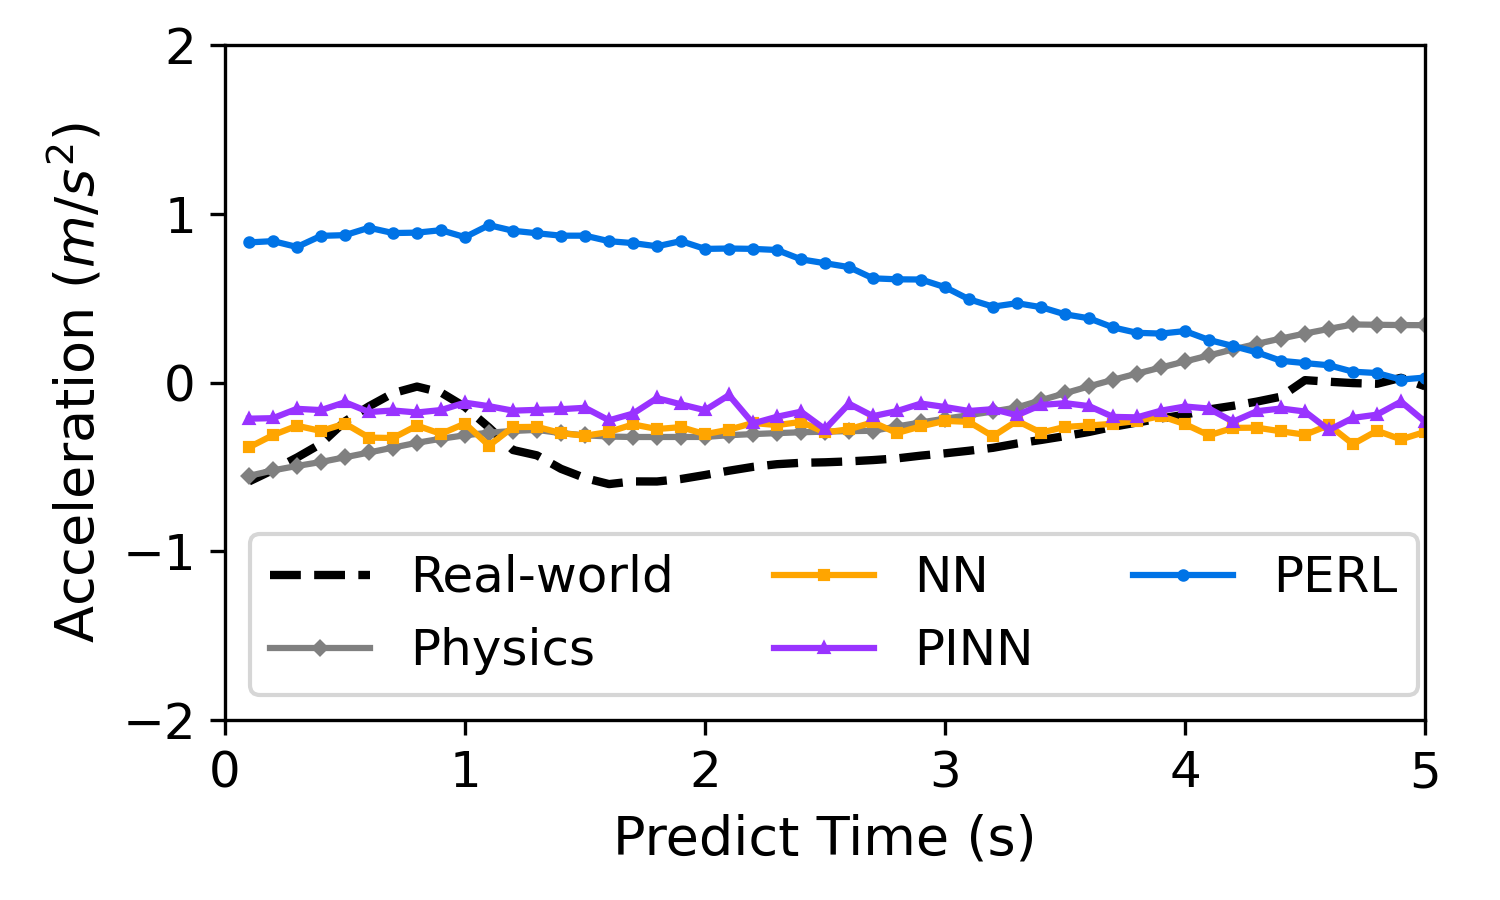 2
1
0
−1
−2
Acceleration (m/s²)
Real-world
Physics
NN
PINN
PERL
0 1 2 3 4 5
Predict Time (s)